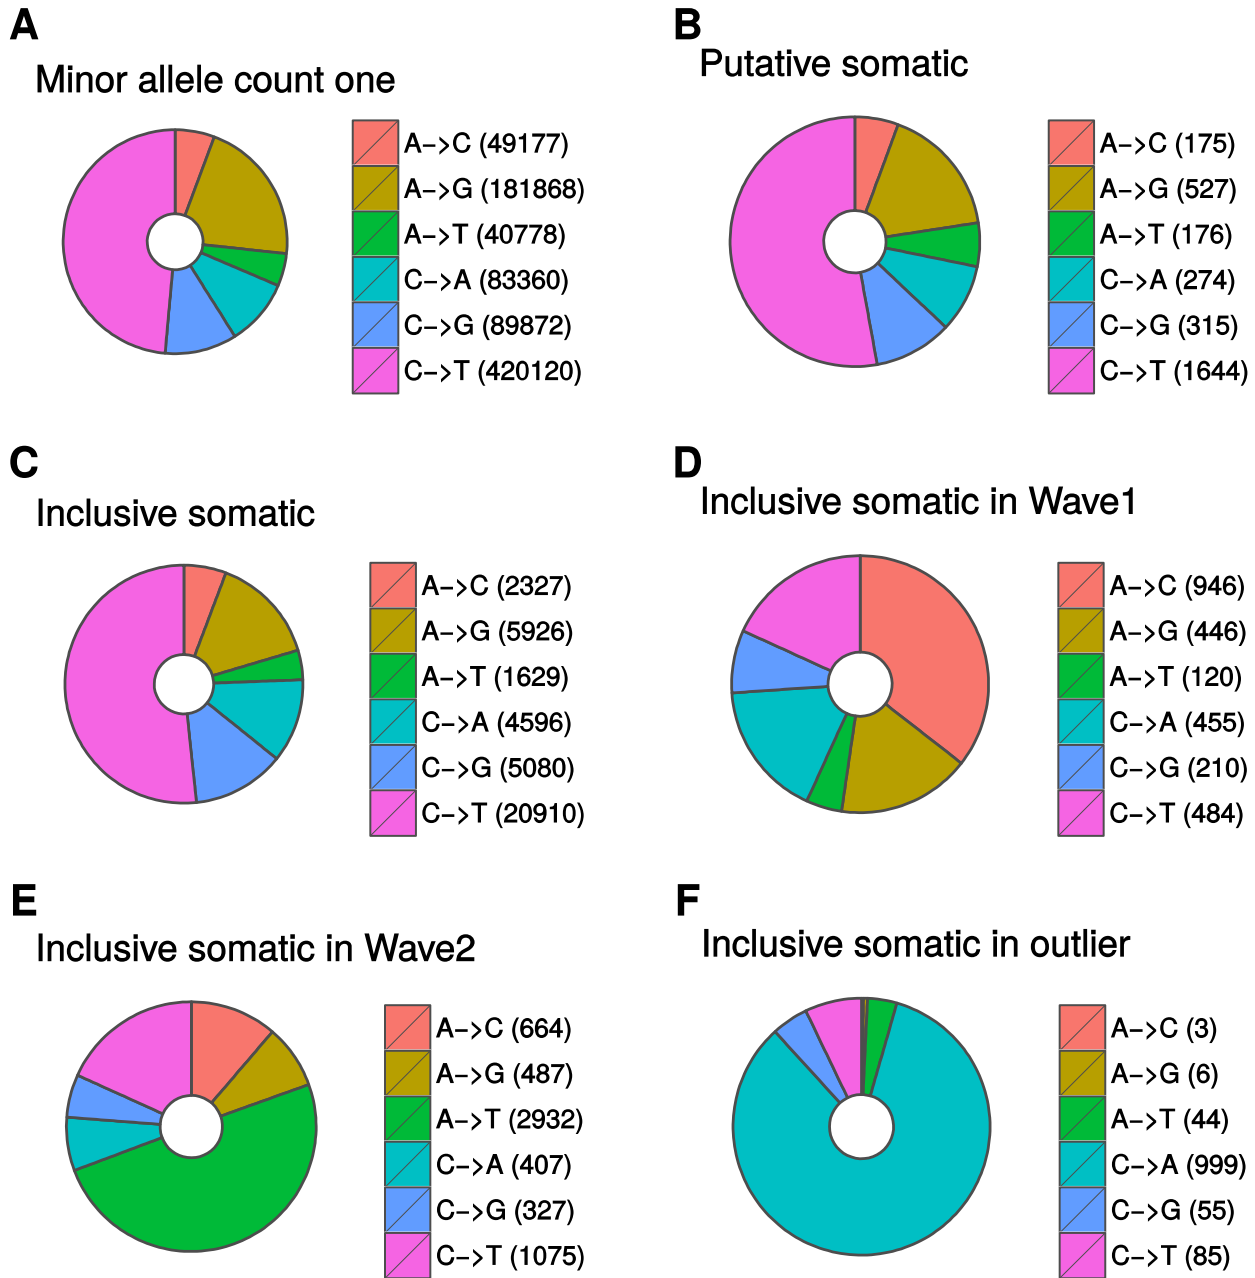 A
Minor allele count one
A−>C (49177)
A−>G (181868)
A−>T (40778)
C−>A (83360)
C−>G (89872)
C−>T (420120)
B
Putative somatic
A−>C (175)
A−>G (527)
A−>T (176)
C−>A (274)
C−>G (315)
C−>T (1644)
C
Inclusive somatic
A−>C (2327)
A−>G (5926)
A−>T (1629)
C−>A (4596)
C−>G (5080)
C−>T (20910)
D
Inclusive somatic in Wave1
A−>C (946)
A−>G (446)
A−>T (120)
C−>A (455)
C−>G (210)
C−>T (484)
E
Inclusive somatic in Wave2
A−>C (664)
A−>G (487)
A−>T (2932)
C−>A (407)
C−>G (327)
C−>T (1075)
F
Inclusive somatic in outlier
A−>C (3)
A−>G (6)
A−>T (44)
C−>A (999)
C−>G (55)
C−>T (85)